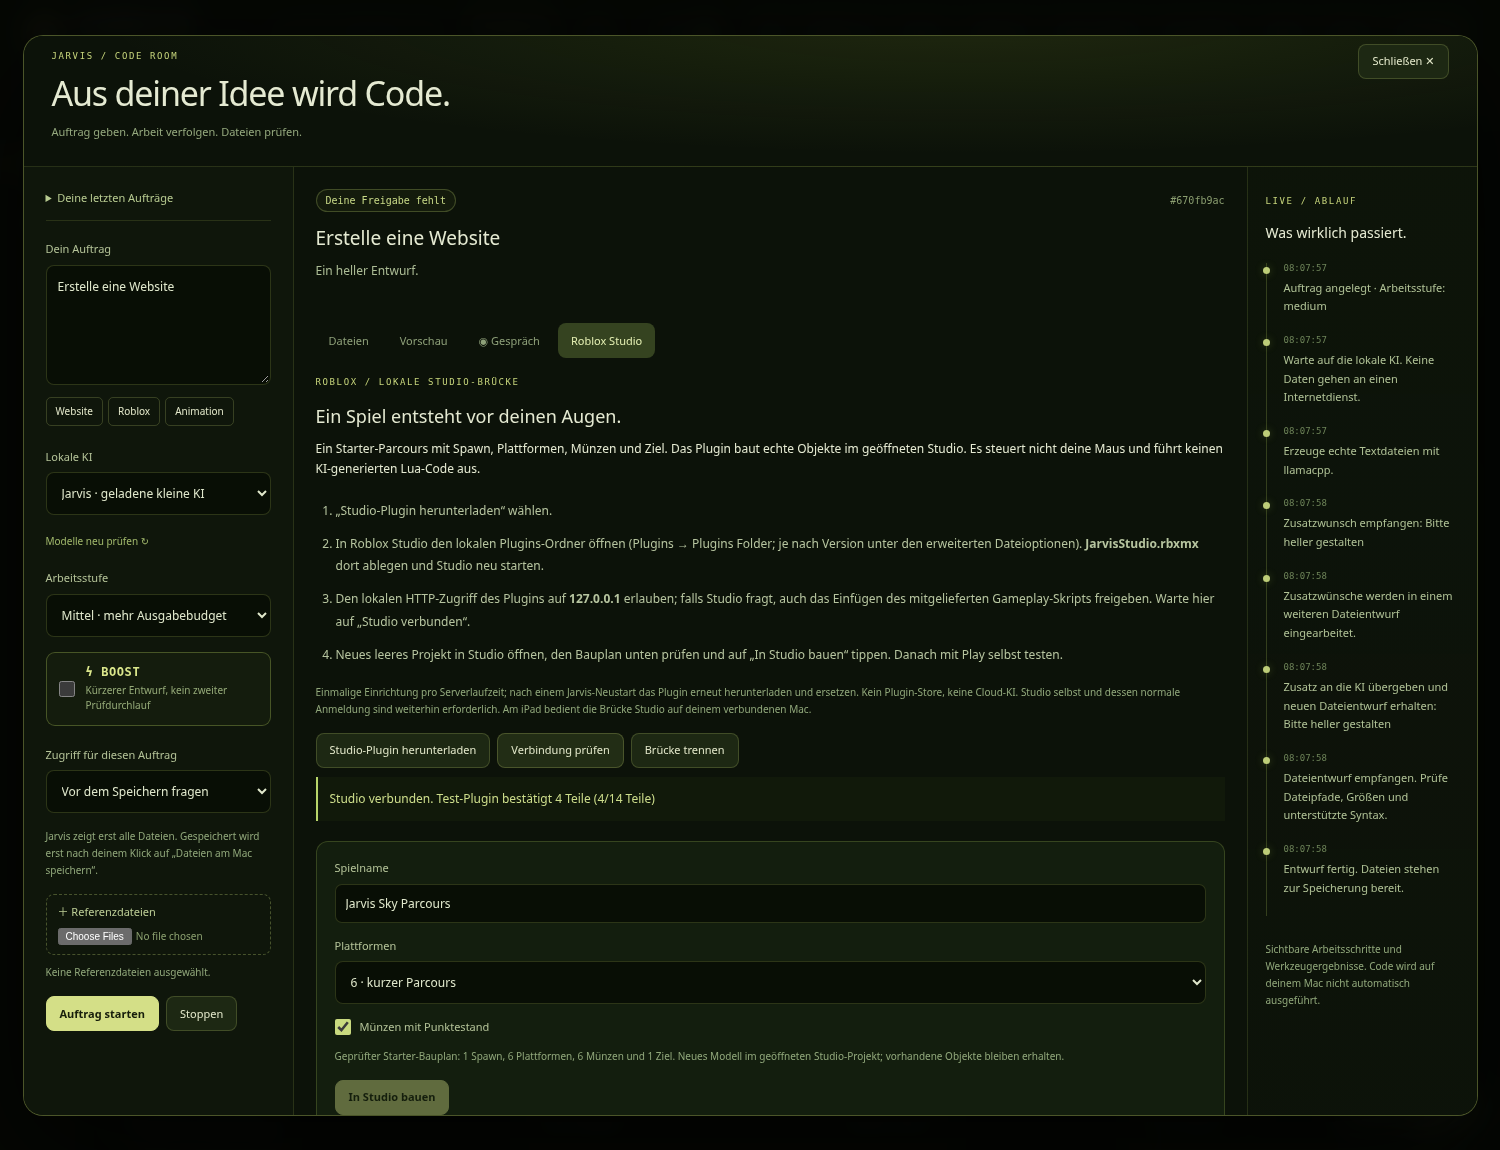 JARVIS / CODE ROOM
Aus deiner Idee wird Code.
Auftrag geben. Arbeit verfolgen. Dateien prüfen.
Schließen ✕
▶ Deine letzten Aufträge
Dein Auftrag
Erstelle eine Website
Website
Roblox
Animation
Lokale KI
Jarvis · geladene kleine KI
Modelle neu prüfen ↻
Arbeitsstufe
Mittel · mehr Ausgabebudget
ϟ BOOST
Kürzerer Entwurf, kein zweiter
Prüfdurchlauf
Zugriff für diesen Auftrag
Vor dem Speichern fragen
Jarvis zeigt erst alle Dateien. Gespeichert wird
erst nach deinem Klick auf „Dateien am Mac
speichern“.
＋ Referenzdateien
Choose Files No file chosen
Keine Referenzdateien ausgewählt.
Auftrag starten
Stoppen
Deine Freigabe fehlt
#670fb9ac
Erstelle eine Website
Ein heller Entwurf.
Dateien
Vorschau
◉ Gespräch
Roblox Studio
ROBLOX / LOKALE STUDIO-BRÜCKE
Ein Spiel entsteht vor deinen Augen.
Ein Starter-Parcours mit Spawn, Plattformen, Münzen und Ziel. Das Plugin baut echte Objekte im geöffneten Studio. Es steuert nicht deine Maus und führt keinen
KI-generierten Lua-Code aus.
1. „Studio-Plugin herunterladen“ wählen.
2. In Roblox Studio den lokalen Plugins-Ordner öffnen (Plugins → Plugins Folder; je nach Version unter den erweiterten Dateioptionen). JarvisStudio.rbxmx
dort ablegen und Studio neu starten.
3. Den lokalen HTTP-Zugriff des Plugins auf 127.0.0.1 erlauben; falls Studio fragt, auch das Einfügen des mitgelieferten Gameplay-Skripts freigeben. Warte hier
auf „Studio verbunden“.
4. Neues leeres Projekt in Studio öffnen, den Bauplan unten prüfen und auf „In Studio bauen“ tippen. Danach mit Play selbst testen.
Einmalige Einrichtung pro Serverlaufzeit; nach einem Jarvis-Neustart das Plugin erneut herunterladen und ersetzen. Kein Plugin-Store, keine Cloud-KI. Studio selbst und dessen normale
Anmeldung sind weiterhin erforderlich. Am iPad bedient die Brücke Studio auf deinem verbundenen Mac.
Studio-Plugin herunterladen
Verbindung prüfen
Brücke trennen
Studio verbunden. Test-Plugin bestätigt 4 Teile (4/14 Teile)
Spielname
Jarvis Sky Parcours
Plattformen
6 · kurzer Parcours
Münzen mit Punktestand
Geprüfter Starter-Bauplan: 1 Spawn, 6 Plattformen, 6 Münzen und 1 Ziel. Neues Modell im geöffneten Studio-Projekt; vorhandene Objekte bleiben erhalten.
In Studio bauen
LIVE / ABLAUF
Was wirklich passiert.
08:07:57
Auftrag angelegt · Arbeitsstufe:
medium
08:07:57
Warte auf die lokale KI. Keine
Daten gehen an einen
Internetdienst.
08:07:57
Erzeuge echte Textdateien mit
llamacpp.
08:07:58
Zusatzwunsch empfangen: Bitte
heller gestalten
08:07:58
Zusatzwünsche werden in einem
weiteren Dateientwurf
eingearbeitet.
08:07:58
Zusatz an die KI übergeben und
neuen Dateientwurf erhalten:
Bitte heller gestalten
08:07:58
Dateientwurf empfangen. Prüfe
Dateipfade, Größen und
unterstützte Syntax.
08:07:58
Entwurf fertig. Dateien stehen
zur Speicherung bereit.
Sichtbare Arbeitsschritte und
Werkzeugergebnisse. Code wird auf
deinem Mac nicht automatisch
ausgeführt.